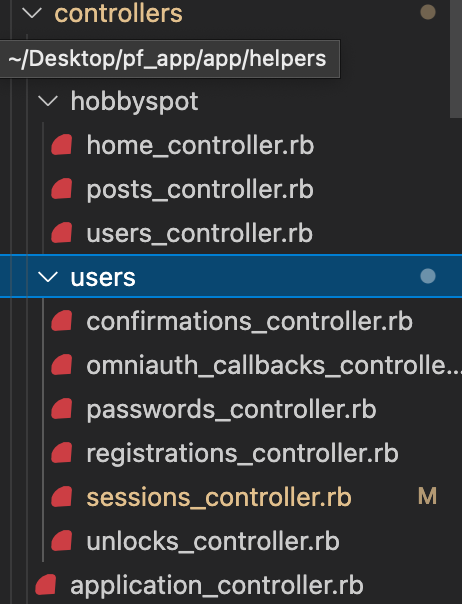 controllers
~/Desktop/pf_app/app/helpers
hobbyspot
home_controller.rb
posts_controller.rb
users_controller.rb
users
confirmations_controller.rb
omniauth_callbacks_controlle...
passwords_controller.rb
registrations_controller.rb
sessions_controller.rb M
unlocks_controller.rb
application_controller.rb